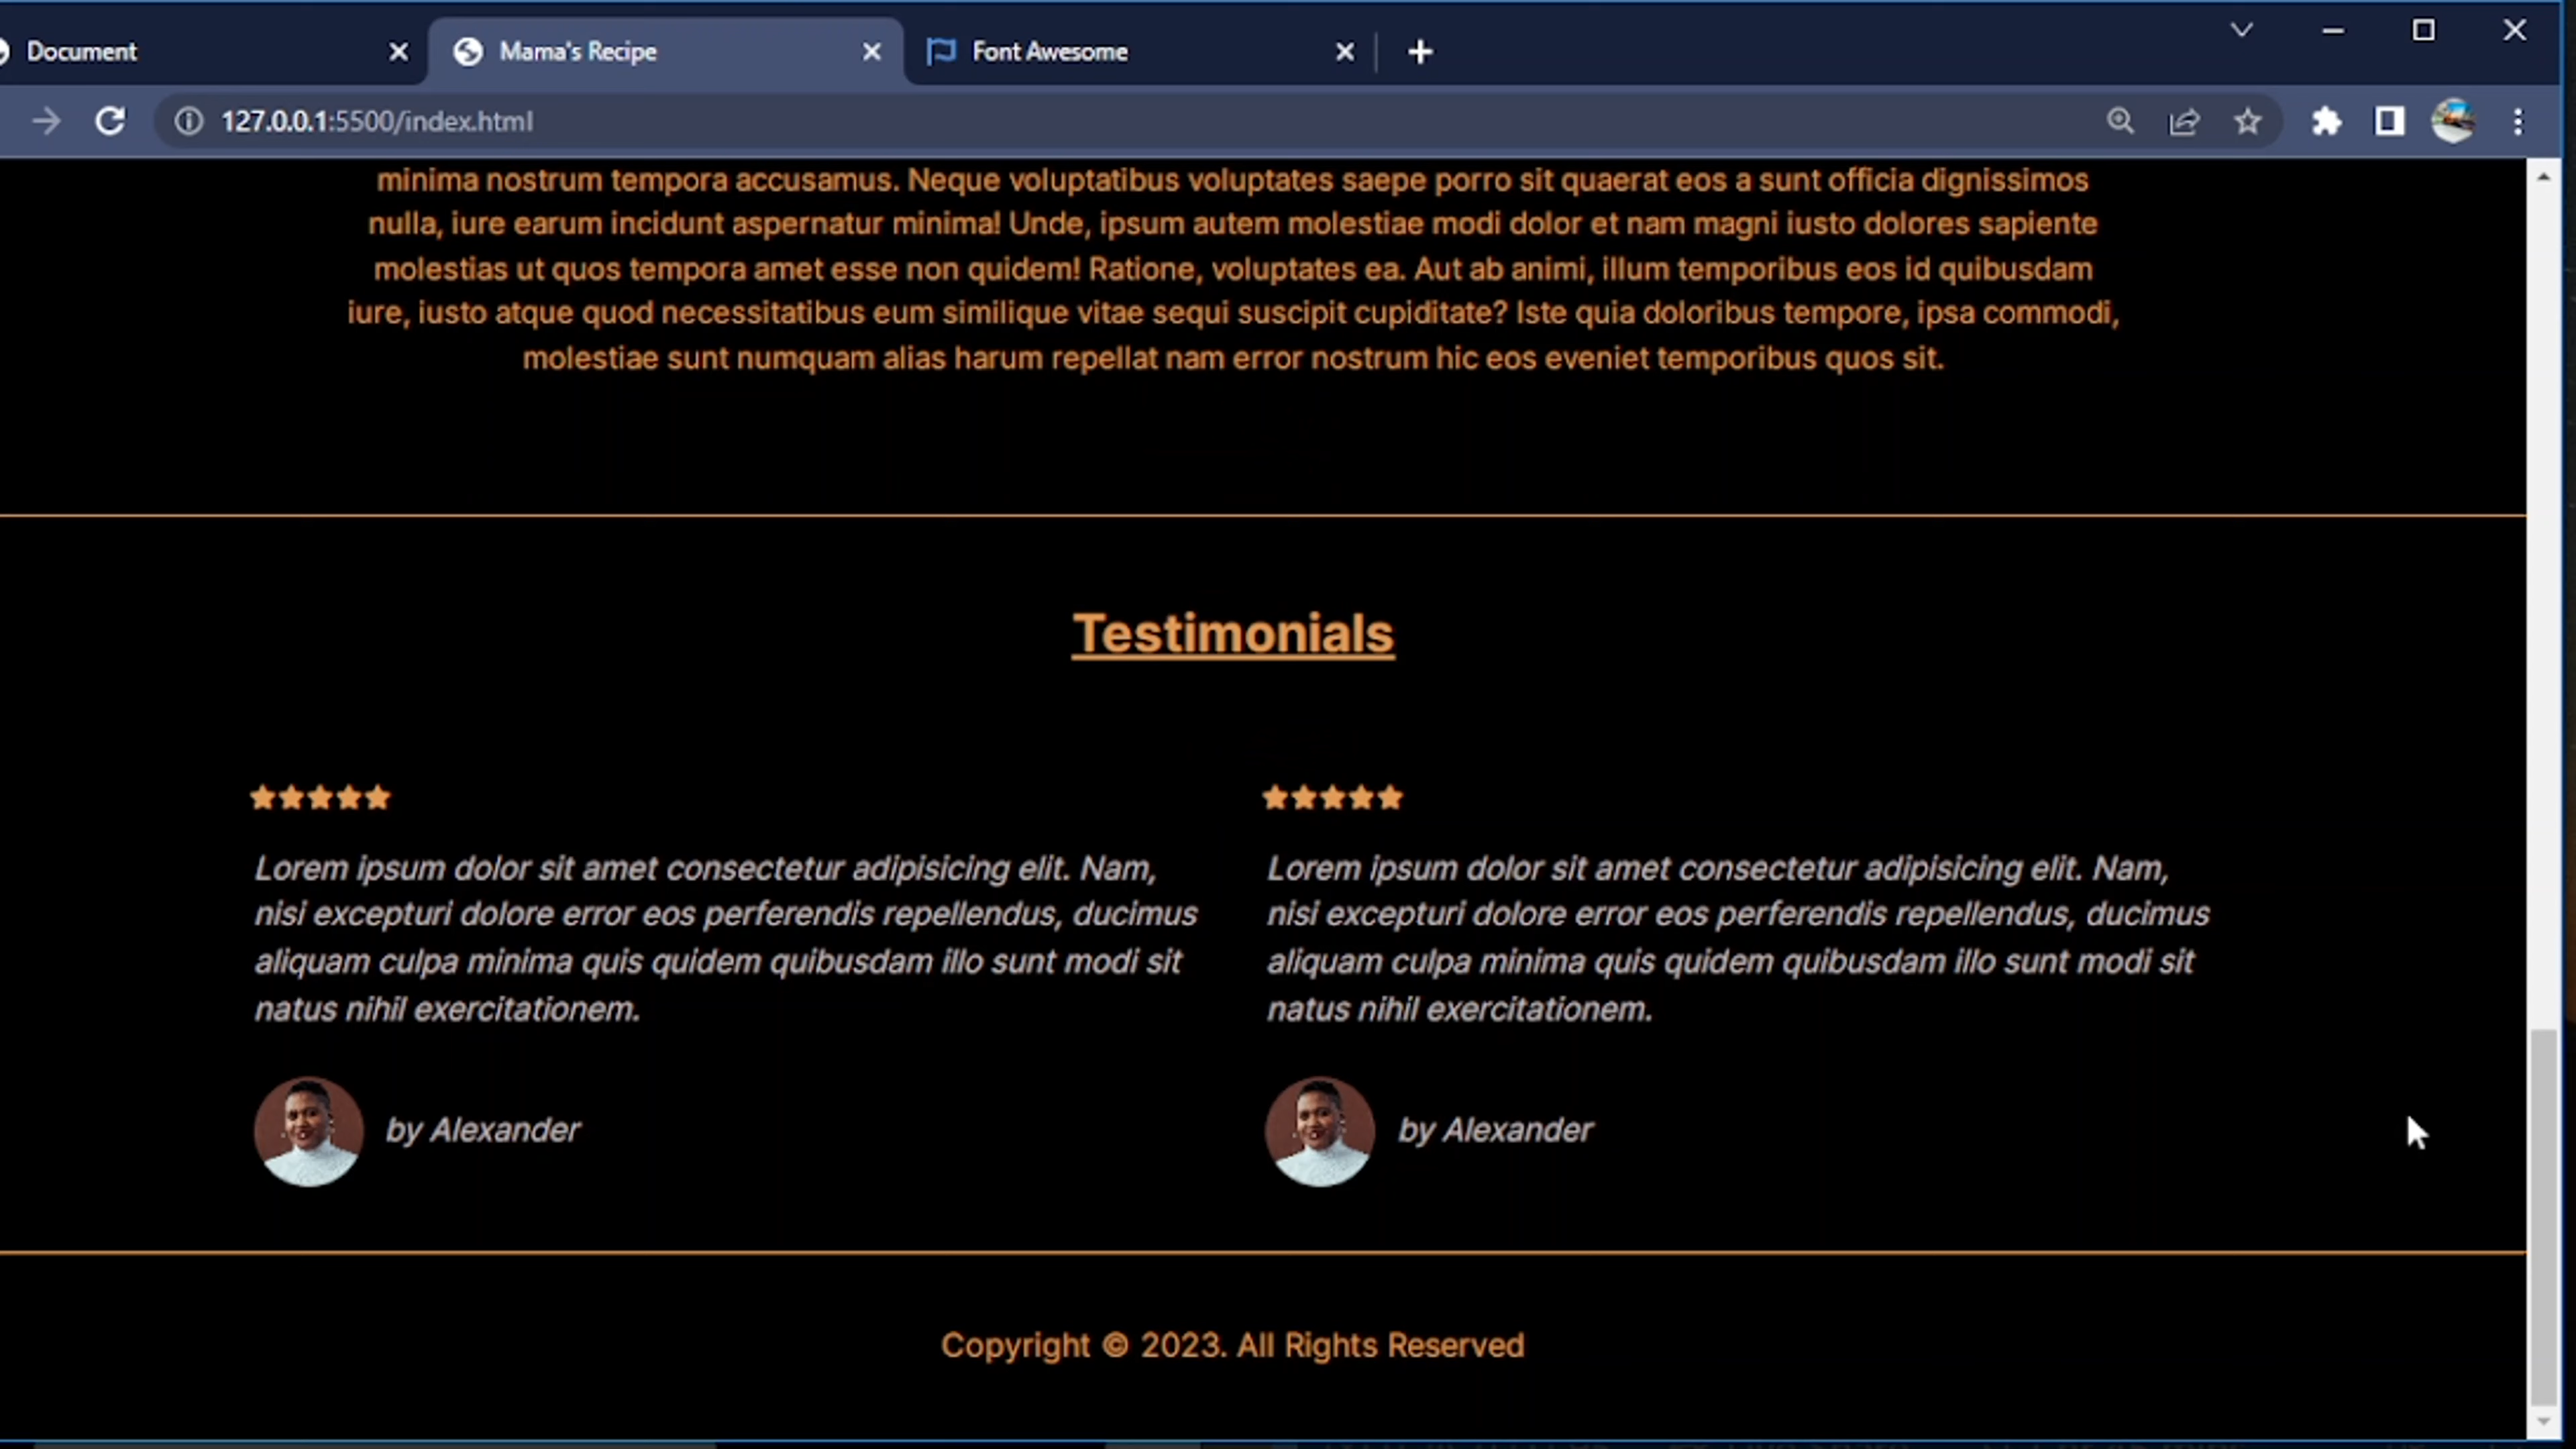 Document
Mama's Recipe
Font Awesome
127.0.0.1:5500/index.html
minima nostrum tempora accusamus. Neque voluptatibus voluptates saepe porro sit quaerat eos a sunt officia dignissimos
nulla, iure earum incidunt aspernatur minima! Unde, ipsum autem molestiae modi dolor et nam magni iusto dolores sapiente
molestias ut quos tempora amet esse non quidem! Ratione, voluptates ea. Aut ab animi, illum temporibus eos id quibusdam
iure, iusto atque quod necessitatibus eum similique vitae sequi suscipit cupiditate? Iste quia doloribus tempore, ipsa commodi,
molestiae sunt numquam alias harum repellat nam error nostrum hic eos eveniet temporibus quos sit.
Testimonials
Lorem ipsum dolor sit amet consectetur adipisicing elit. Nam,
nisi excepturi dolore error eos perferendis repellendus, ducimus
aliquam culpa minima quis quidem quibusdam illo sunt modi sit
natus nihil exercitationem.
by Alexander
Lorem ipsum dolor sit amet consectetur adipisicing elit. Nam,
nisi excepturi dolore error eos perferendis repellendus, ducimus
aliquam culpa minima quis quidem quibusdam illo sunt modi sit
natus nihil exercitationem.
by Alexander
Copyright © 2023. All Rights Reserved